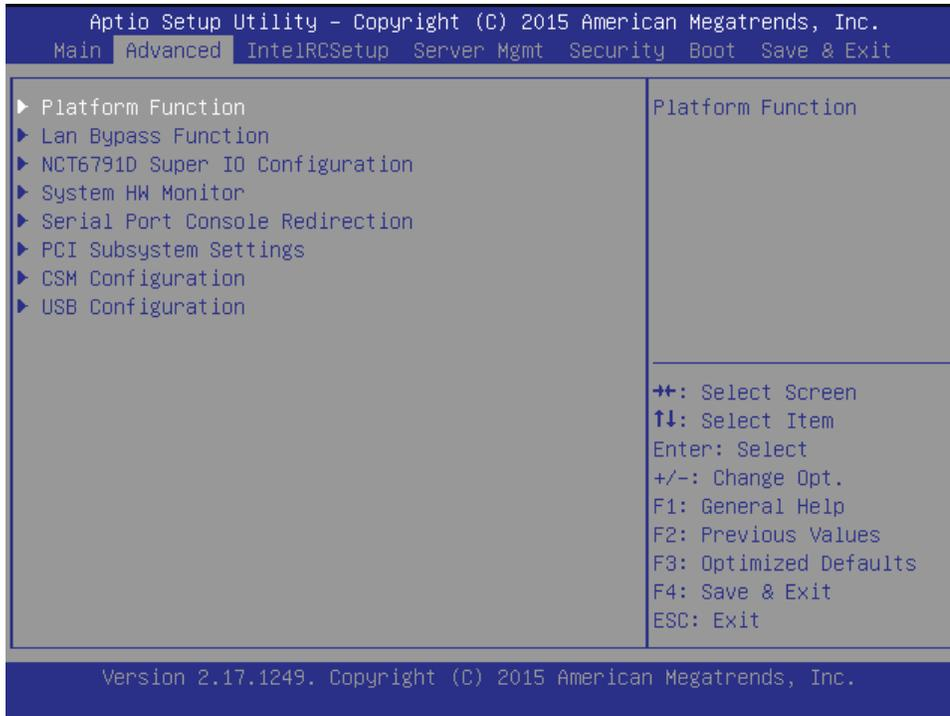 Aptio Setup Utility – Copyright (C) 2015 American Megatrends, Inc.
Main Advanced IntelRCSetup Server Mgmt Security Boot Save & Exit
▶ Platform Function
▶ Lan Bypass Function
▶ NCT6791D Super IO Configuration
▶ System HW Monitor
▶ Serial Port Console Redirection
▶ PCI Subsystem Settings
▶ CSM Configuration
▶ USB Configuration
Platform Function
→←: Select Screen
↑↓: Select Item
Enter: Select
+/-: Change Opt.
F1: General Help
F2: Previous Values
F3: Optimized Defaults
F4: Save & Exit
ESC: Exit
Version 2.17.1249. Copyright (C) 2015 American Megatrends, Inc.